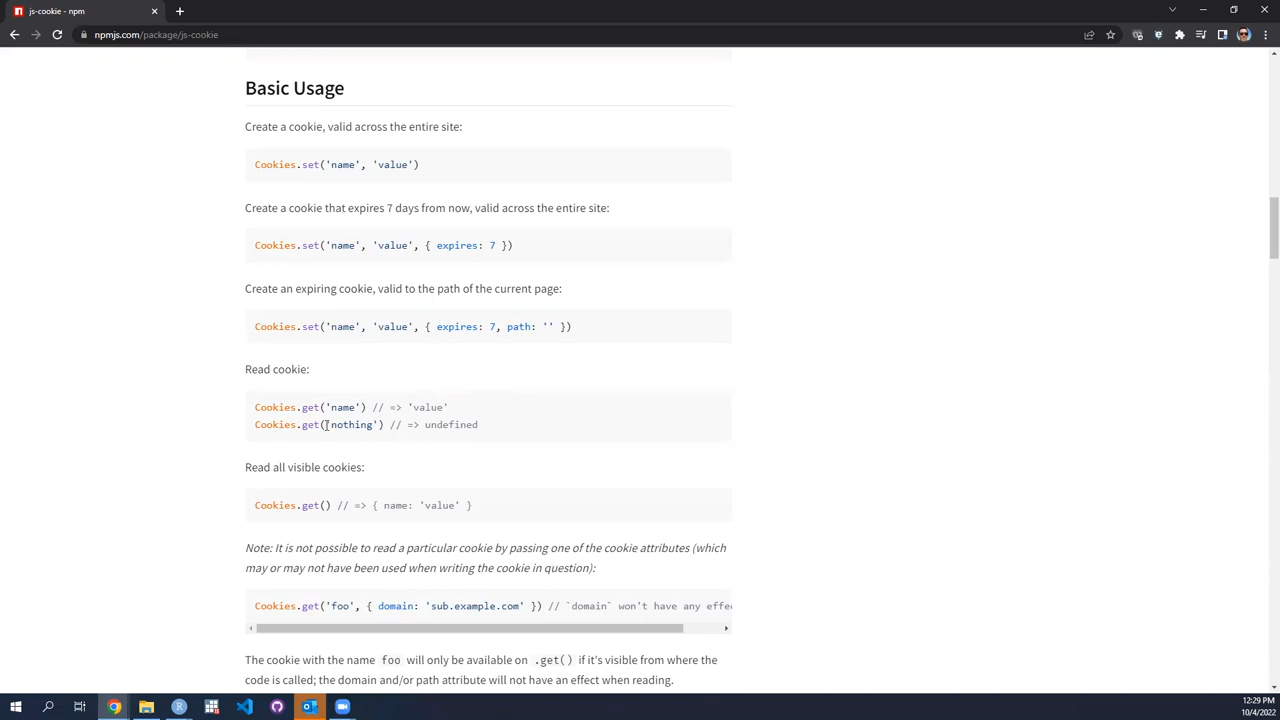 js-cookie - npm
npmjs.com/package/js-cookie
Basic Usage
Create a cookie, valid across the entire site:
Cookies.set('name', 'value')
Create a cookie that expires 7 days from now, valid across the entire site:
Cookies.set('name', 'value', { expires: 7 })
Create an expiring cookie, valid to the path of the current page:
Cookies.set('name', 'value', { expires: 7, path: '' })
Read cookie:
Cookies.get('name') // => 'value'
Cookies.get('nothing') // => undefined
Read all visible cookies:
Cookies.get() // => { name: 'value' }
Note: It is not possible to read a particular cookie by passing one of the cookie attributes (which
may or may not have been used when writing the cookie in question):
Cookies.get('foo', { domain: 'sub.example.com' }) // `domain` won't have any effec
The cookie with the name foo will only be available on .get() if it's visible from where the
code is called; the domain and/or path attribute will not have an effect when reading.
12:29 PM
10/4/2022